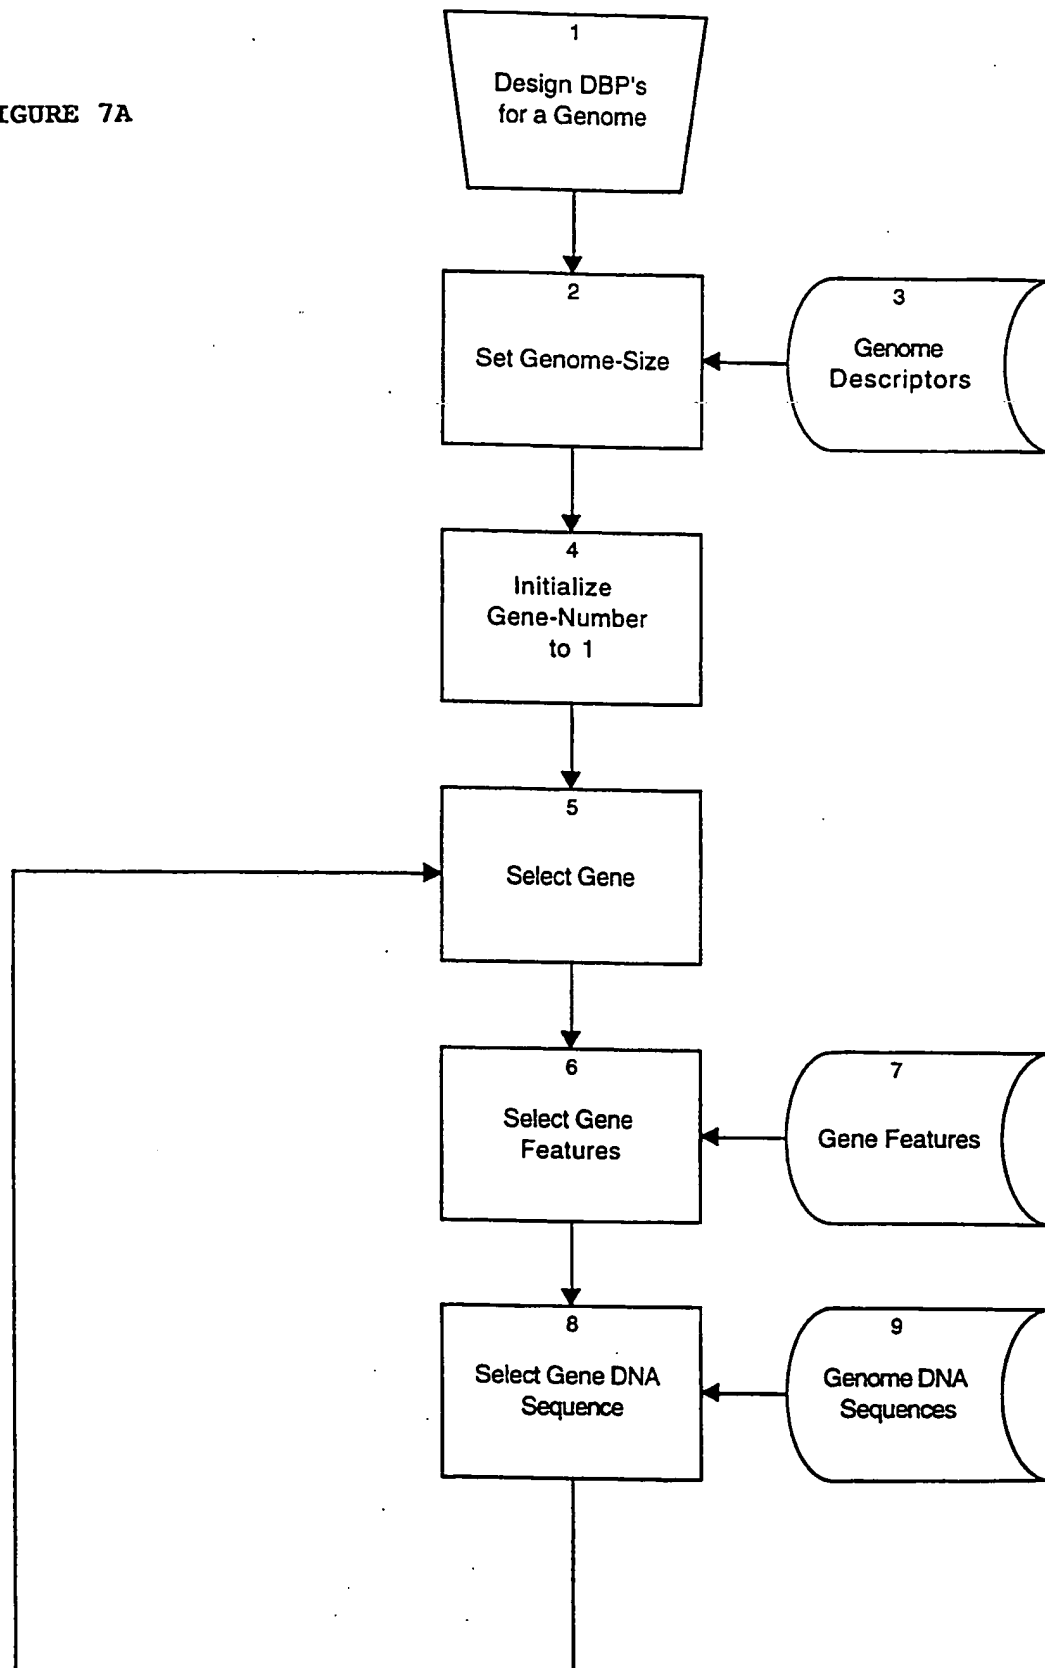 IGURE 7A
1
Design DBP's
for a Genome
2
Set Genome-Size
3
Genome
Descriptors
4
Initialize
Gene-Number
to 1
5
Select Gene
6
Select Gene
Features
7
Gene Features
8
Select Gene DNA
Sequence
9
Genome DNA
Sequences